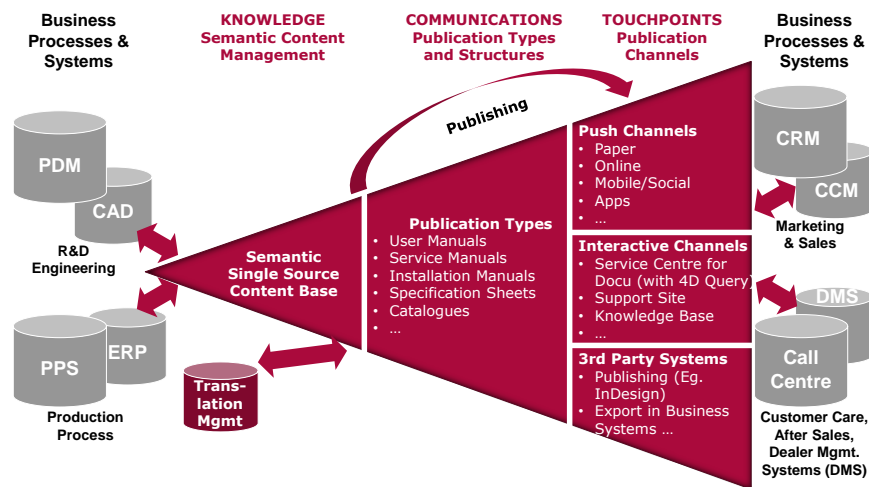 Business
Processes &
Systems
KNOWLEDGE
Semantic Content
Management
COMMUNICATIONS
Publication Types
and Structures
TOUCHPOINTS
Publication
Channels
Business
Processes &
Systems
Publishing
PDM
CAD
R&D
Engineering
PPS
ERP
Production
Process
Semantic
Single Source
Content Base
Trans-
lation
Mgmt
Publication Types
• User Manuals
• Service Manuals
• Installation Manuals
• Specification Sheets
• Catalogues
• …
Push Channels
• Paper
• Online
• Mobile/Social
• Apps
• …
Interactive Channels
• Service Centre for
Docu (with 4D Query)
• Support Site
• Knowledge Base
• …
3rd Party Systems
• Publishing (Eg.
InDesign)
• Export in Business
Systems …
CRM
CCM
Marketing
& Sales
DMS
Call
Centre
Customer Care,
After Sales,
Dealer Mgmt.
Systems (DMS)